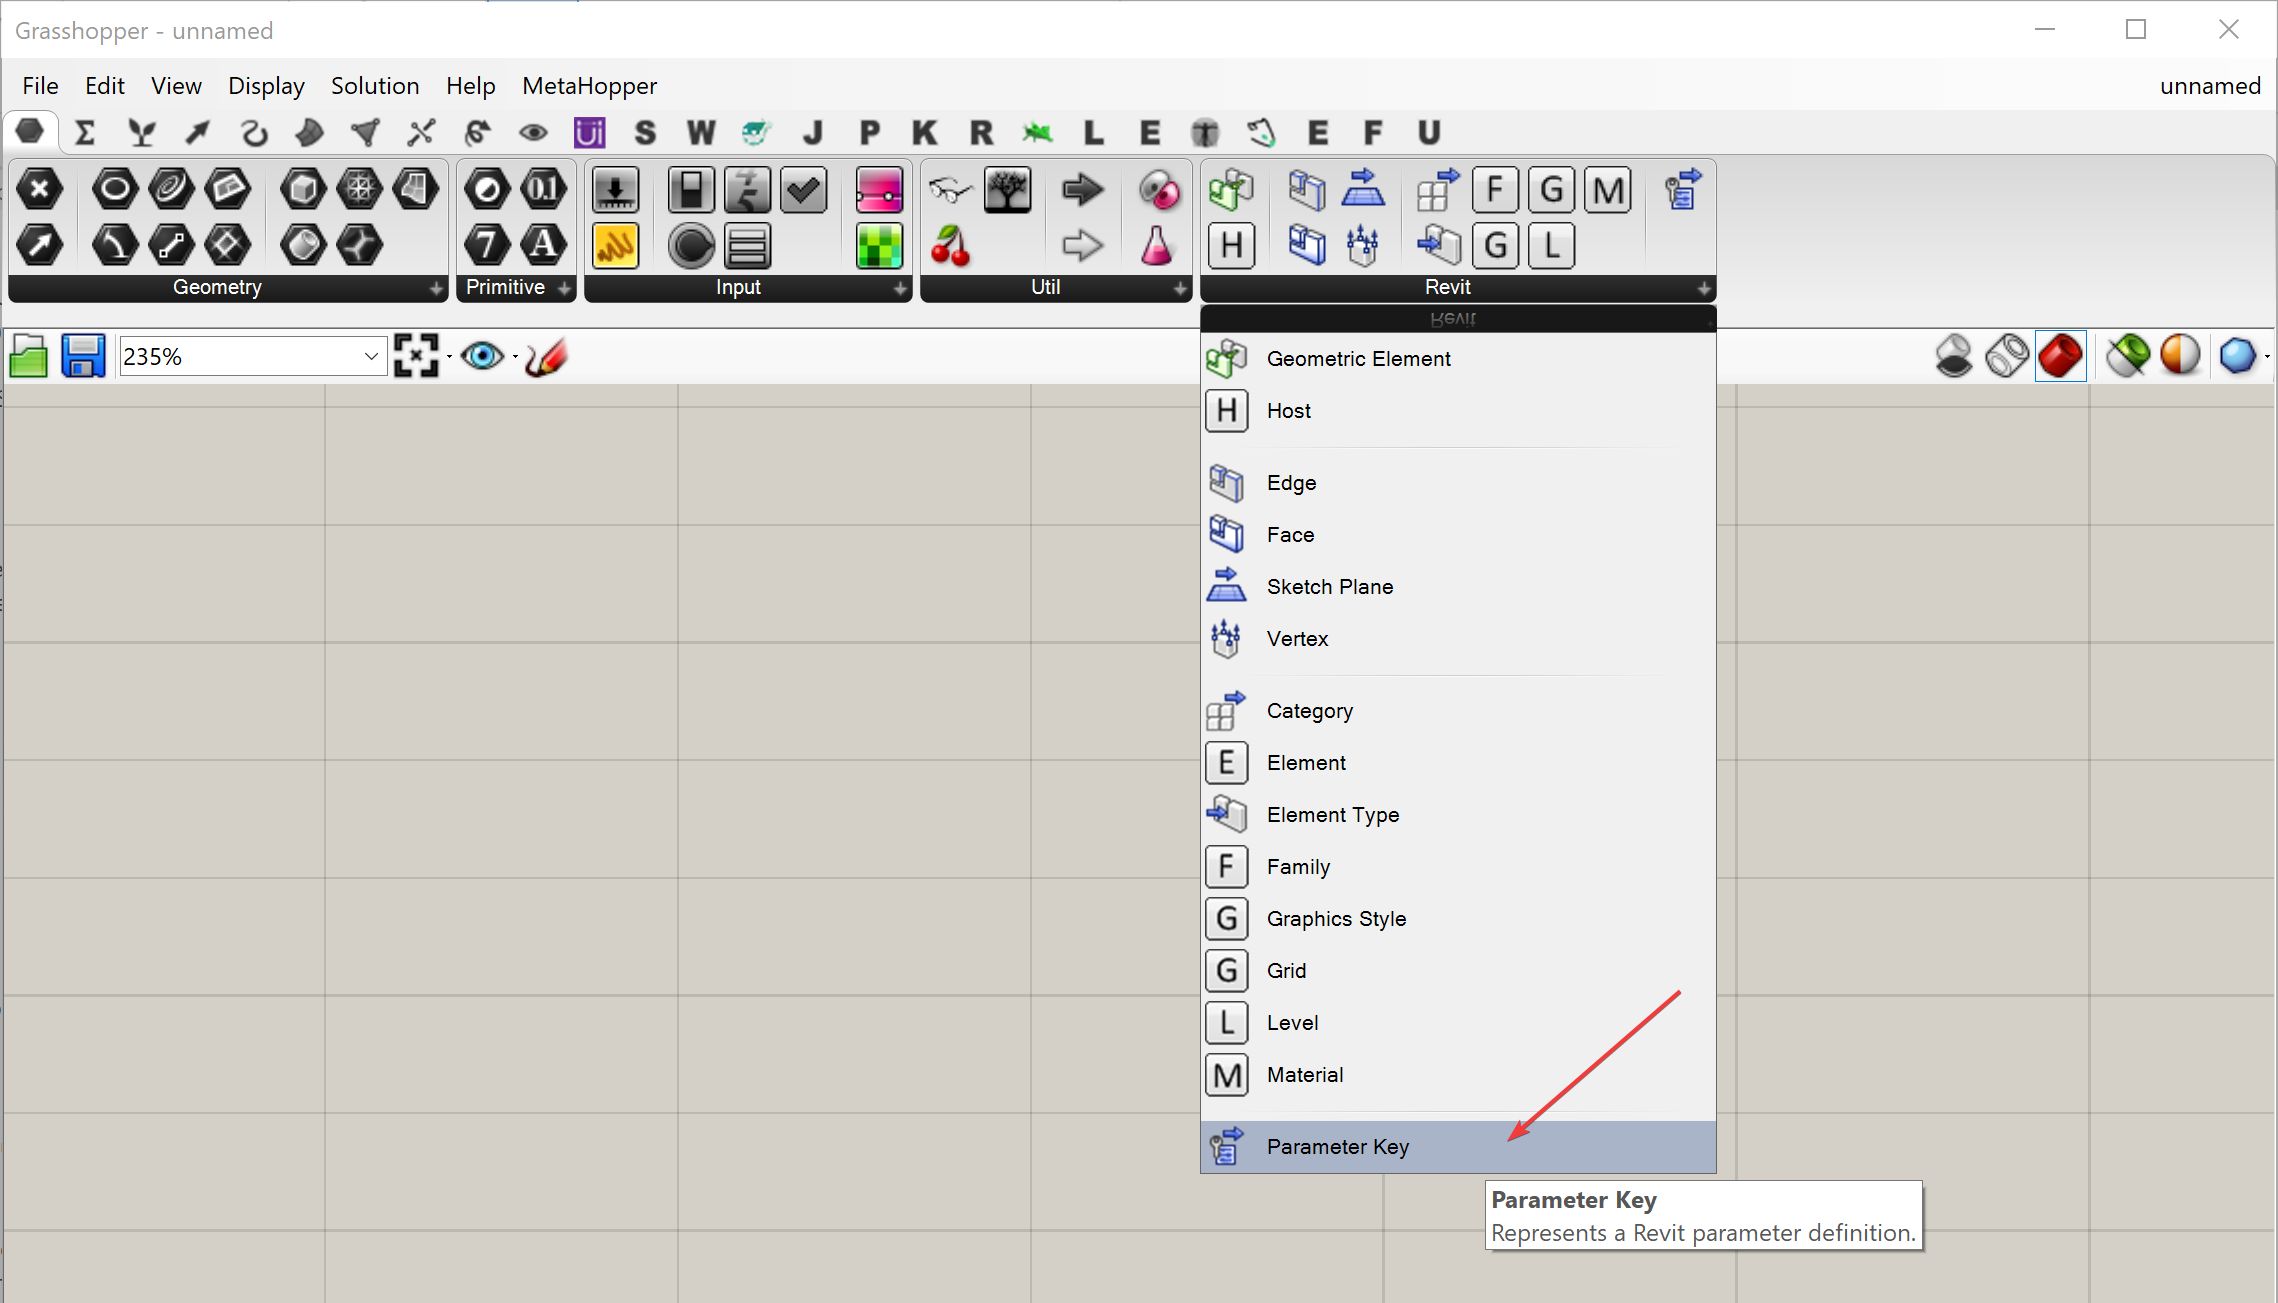 Grasshopper - unnamed
File Edit View Display Solution Help MetaHopper unnamed
Σ Ui S W J P K R L E E F U
0.1 4 5 F G M
7 A H G L
Geometry Primitive Input Util Revit
Revit
235%
Geometric Element
H Host
Edge
Face
Sketch Plane
Vertex
Category
E Element
Element Type
F Family
G Graphics Style
G Grid
L Level
M Material
Parameter Key
Parameter Key
Represents a Revit parameter definition.